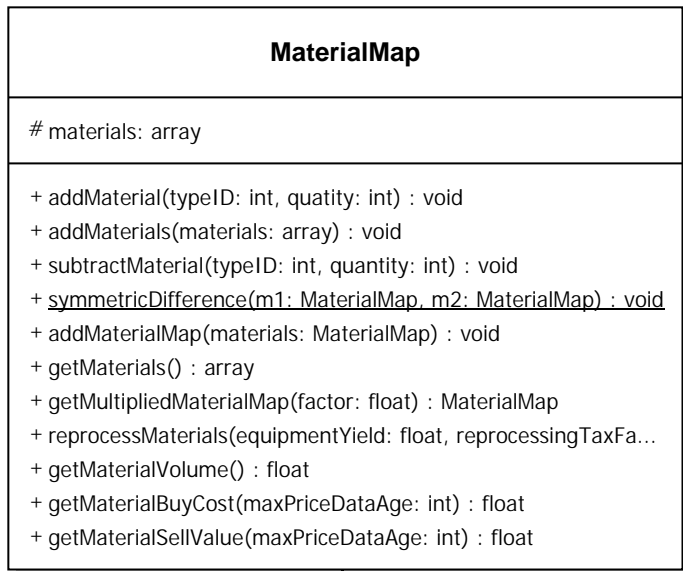 MaterialMap
# materials: array
+ addMaterial(typeID: int, quatity: int) : void
+ addMaterials(materials: array) : void
+ subtractMaterial(typeID: int, quantity: int) : void
+ symmetricDifference(m1: MaterialMap, m2: MaterialMap) : void
+ addMaterialMap(materials: MaterialMap) : void
+ getMaterials() : array
+ getMultipliedMaterialMap(factor: float) : MaterialMap
+ reprocessMaterials(equipmentYield: float, reprocessingTaxFa...
+ getMaterialVolume() : float
+ getMaterialBuyCost(maxPriceDataAge: int) : float
+ getMaterialSellValue(maxPriceDataAge: int) : float